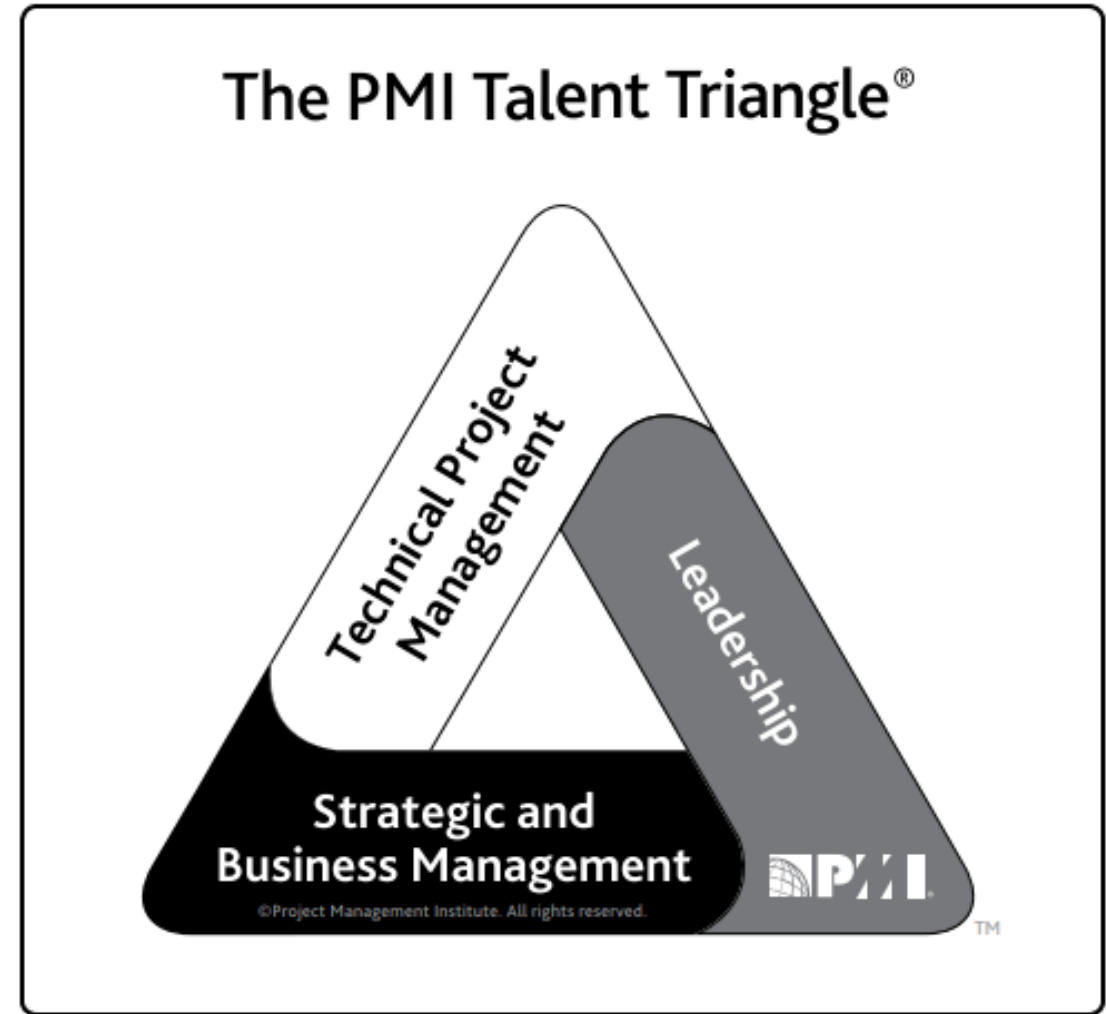 The PMI Talent Triangle®
Technical Project
Management
Leadership
Strategic and
Business Management
©Project Management Institute. All rights reserved.
PMI®
TM